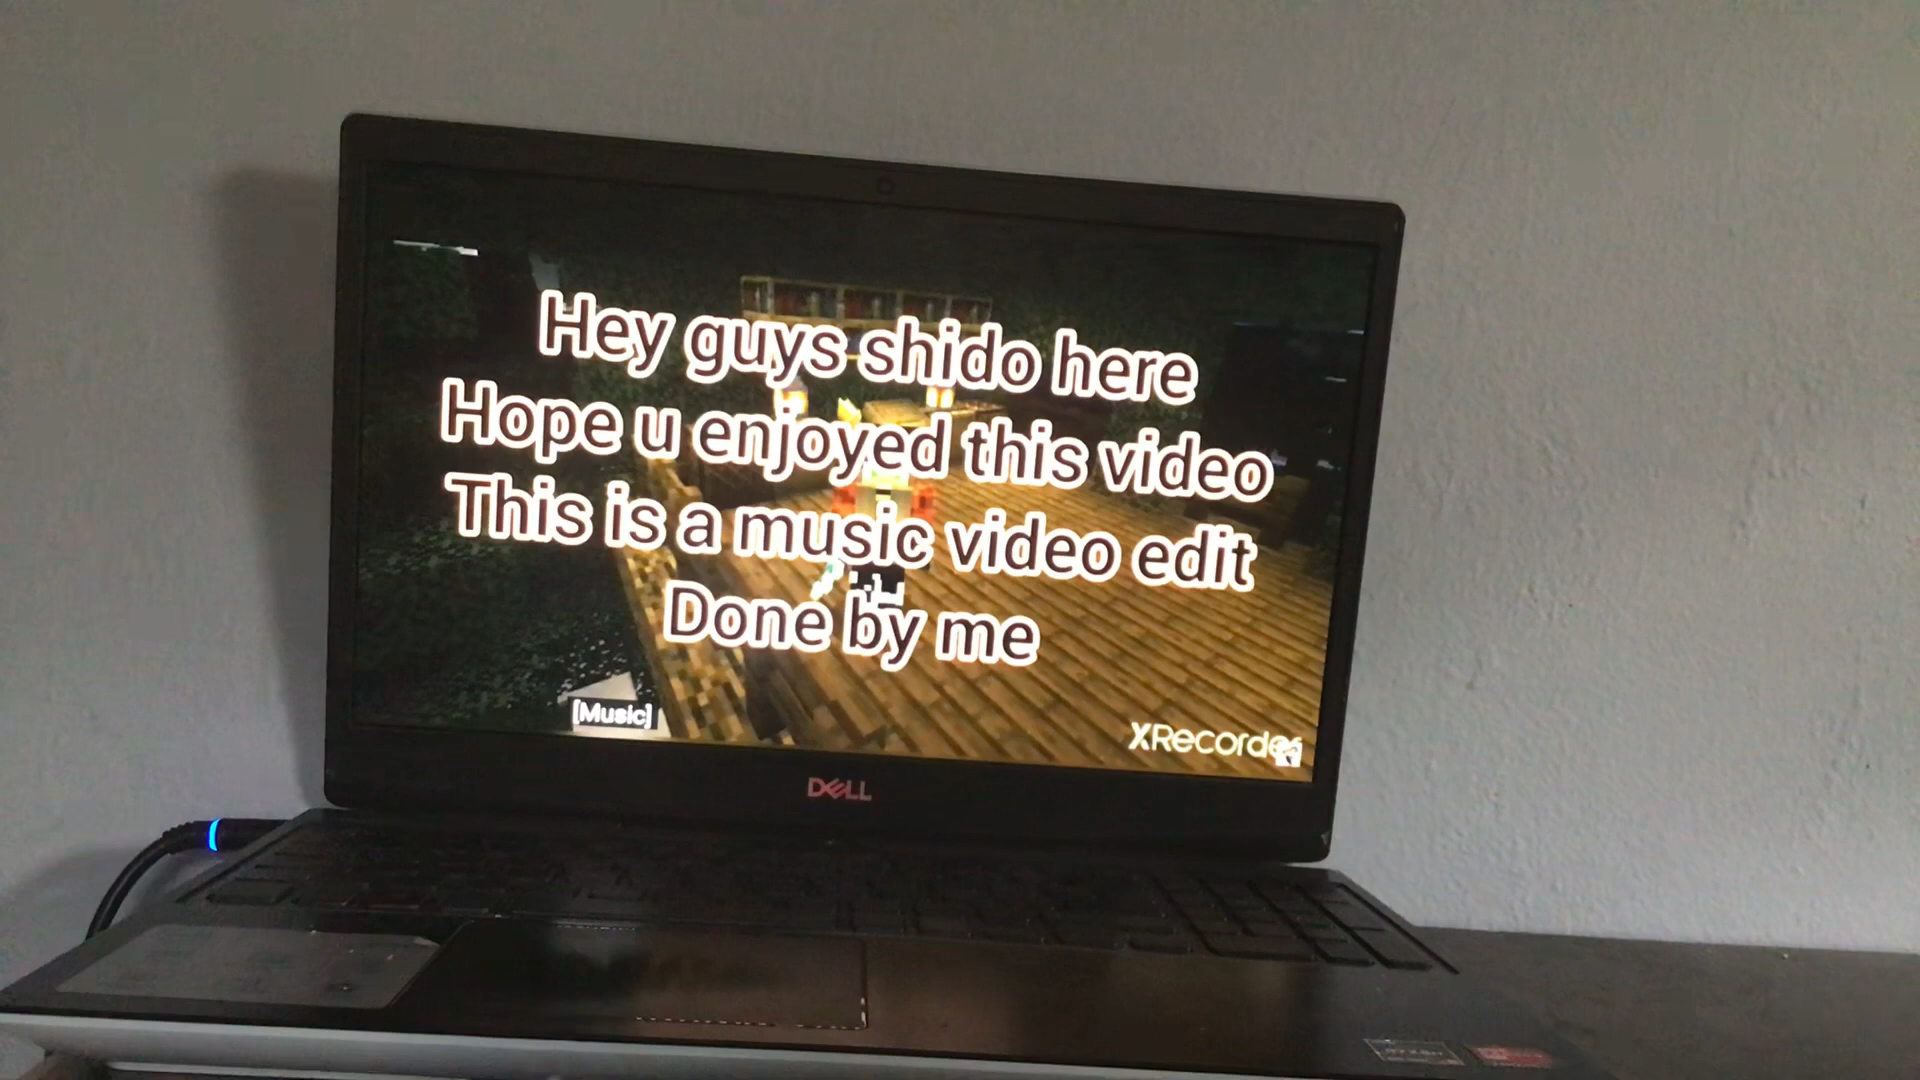 Hey guys shido here
Hope u enjoyed this video
This is a music video edit
Done by me
[Music]
XRecorder
DELL